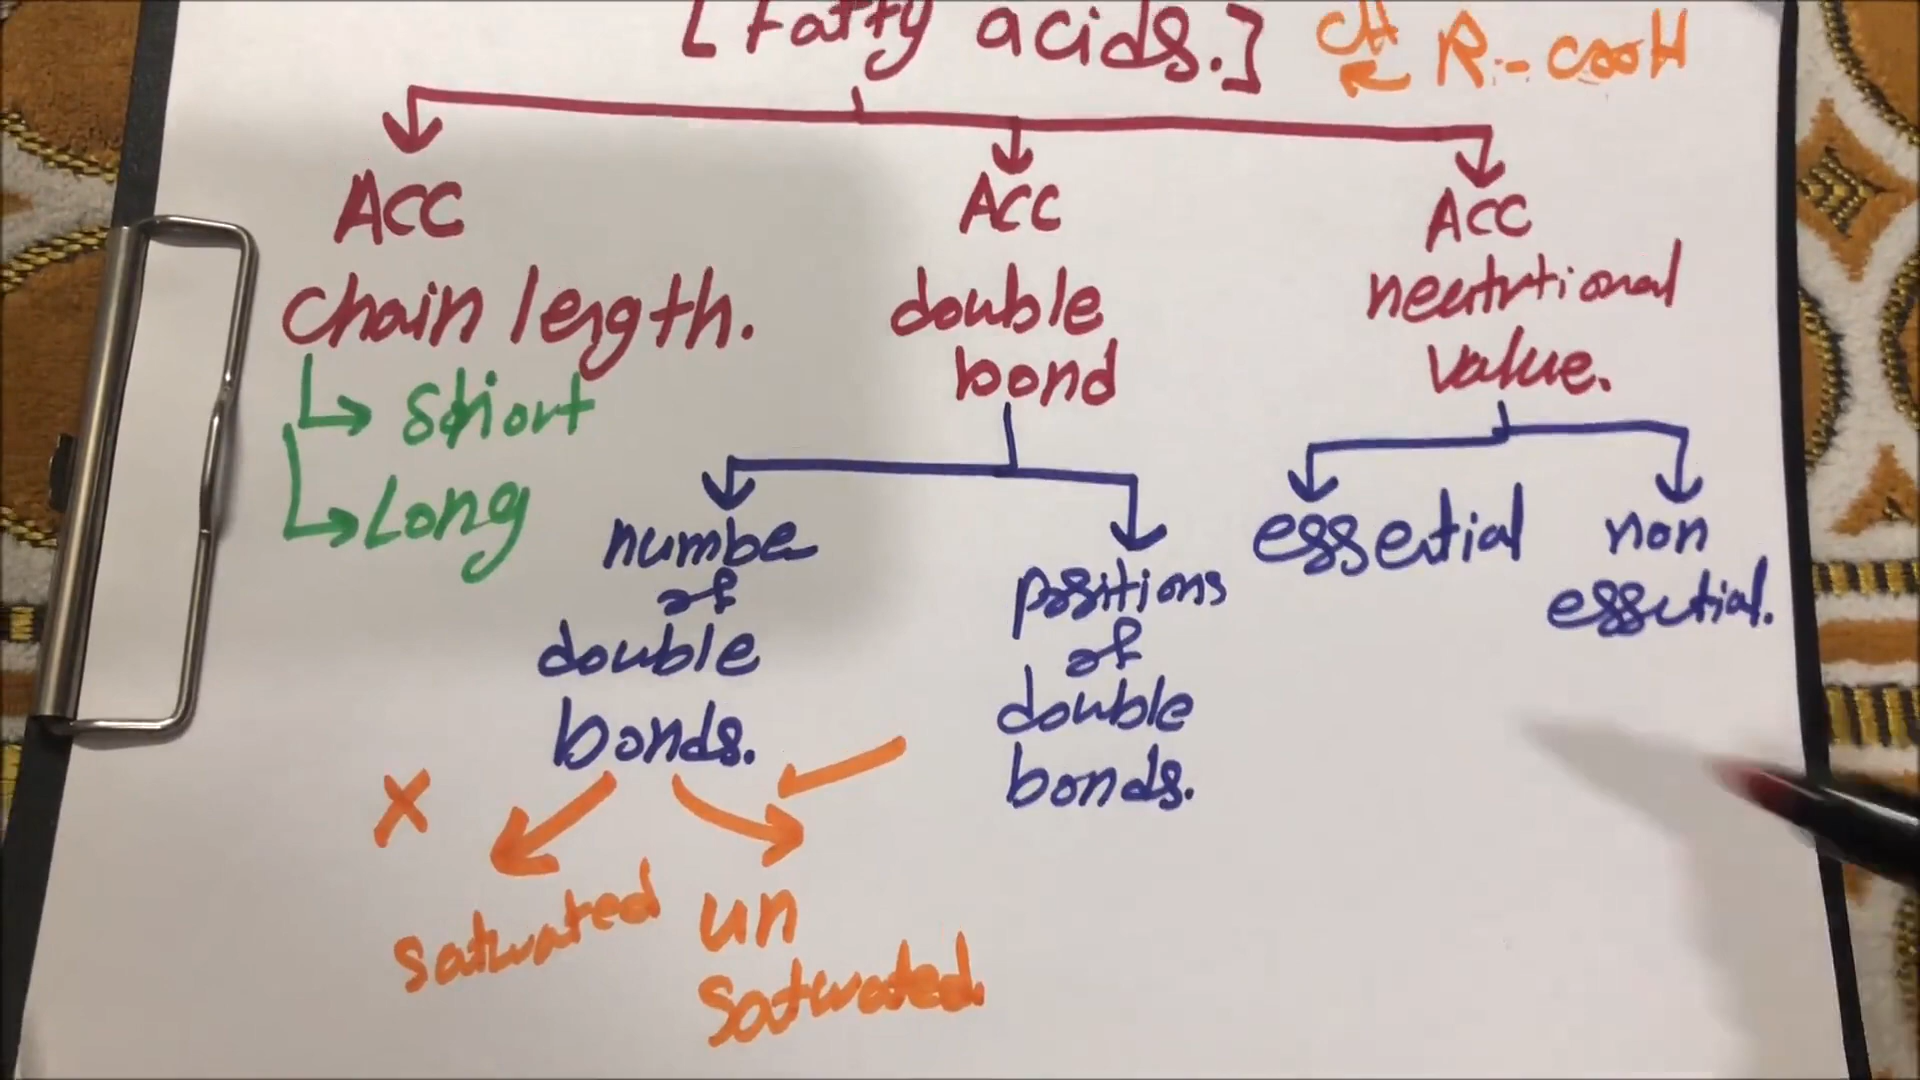 [Fatty acids.]
CH R-COOH
Acc
chain length.
Short
Long
Acc
double
bond
number
of
double
bonds.
X
saturated
un
saturated.
positions
of
double
bonds.
Acc
neutritional
value.
essential
non
essential.